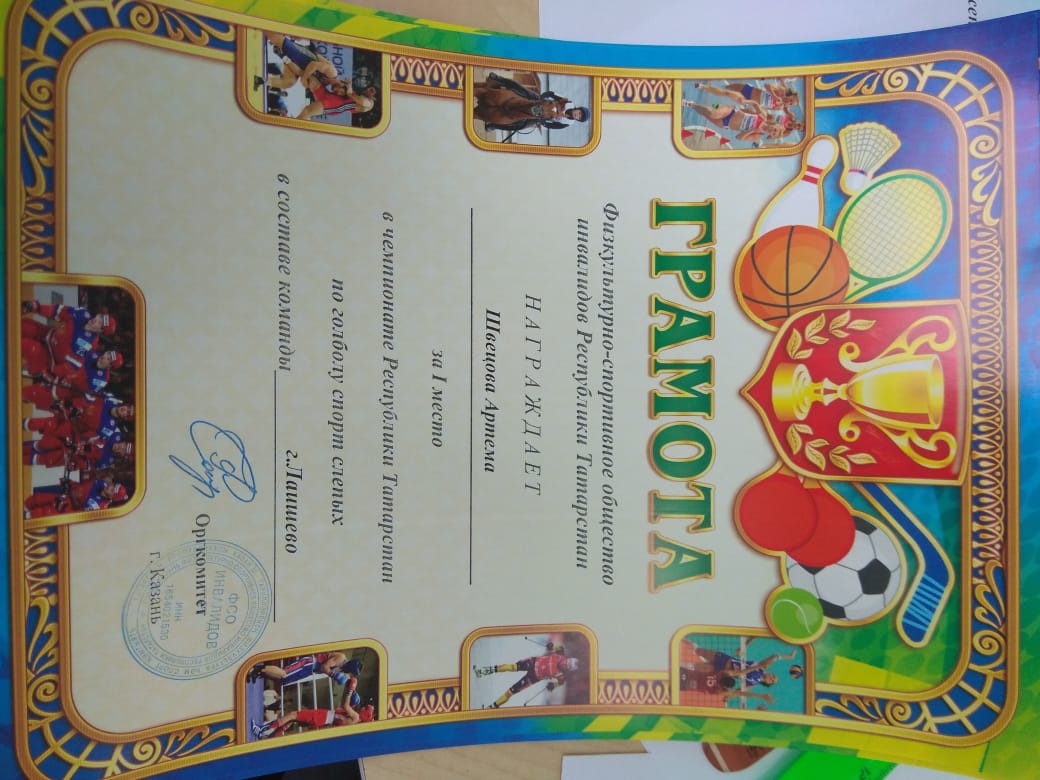 ГРАМОТА
Физкультурно-спортивное общество
инвалидов Республики Татарстан
НАГРАЖДАЕТ
Швецова Артема
за I место
в чемпионате Республики Татарстан
по голболу спорт слепых
в составе команды г.Лаишево
Оргкомитет
г. Казань
ФСО
ИНВАЛИДОВ
ИНН